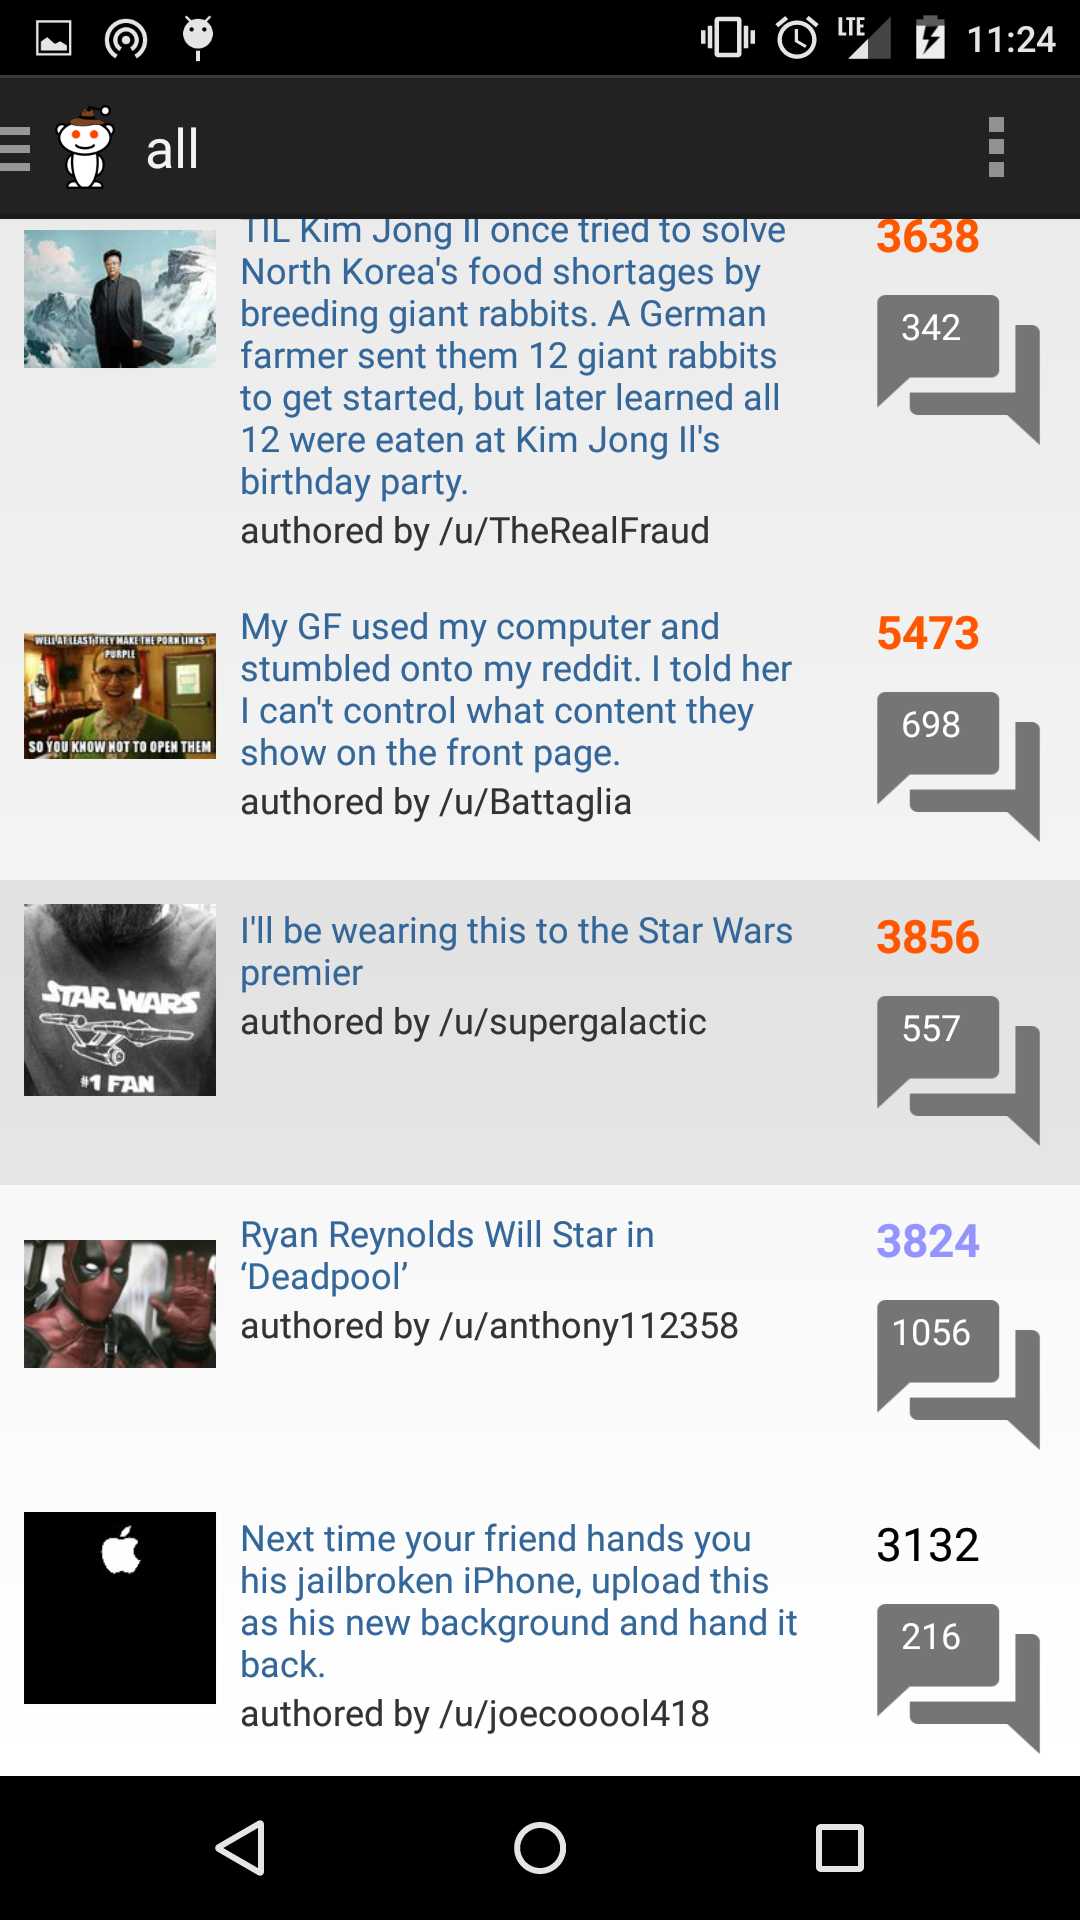 LTE 11:24
all
TIL Kim Jong Il once tried to solve
North Korea's food shortages by
breeding giant rabbits. A German
farmer sent them 12 giant rabbits
to get started, but later learned all
12 were eaten at Kim Jong Il's
birthday party.
authored by /u/TheRealFraud
3638
342
WELL AT LEAST THEY MAKE THE PORN LINKS
PURPLE
SO YOU KNOW NOT TO OPEN THEM
My GF used my computer and
stumbled onto my reddit. I told her
I can't control what content they
show on the front page.
authored by /u/Battaglia
5473
698
STAR WARS
#1 FAN
I'll be wearing this to the Star Wars
premier
authored by /u/supergalactic
3856
557
Ryan Reynolds Will Star in
‘Deadpool’
authored by /u/anthony112358
3824
1056
Next time your friend hands you
his jailbroken iPhone, upload this
as his new background and hand it
back.
authored by /u/joecooool418
3132
216